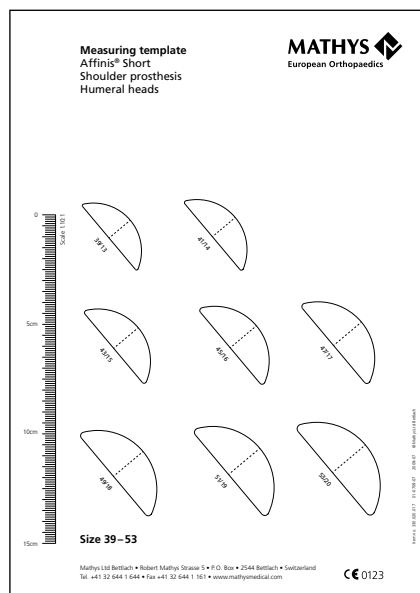 Measuring template
Affinis® Short
Shoulder prosthesis
Humeral heads
MATHYS
European Orthopaedics
0
Scale 1.10:1
39/13
41/14
5cm
43/15
45/16
47/17
10cm
49/18
51/19
53/20
15cm
Size 39–53
Mathys Ltd Bettlach • Robert Mathys Strasse 5 • P.O. Box • 2544 Bettlach • Switzerland
Tel. +41 32 644 1 644 • Fax +41 32 644 1 161 • www.mathysmedical.com
CE 0123